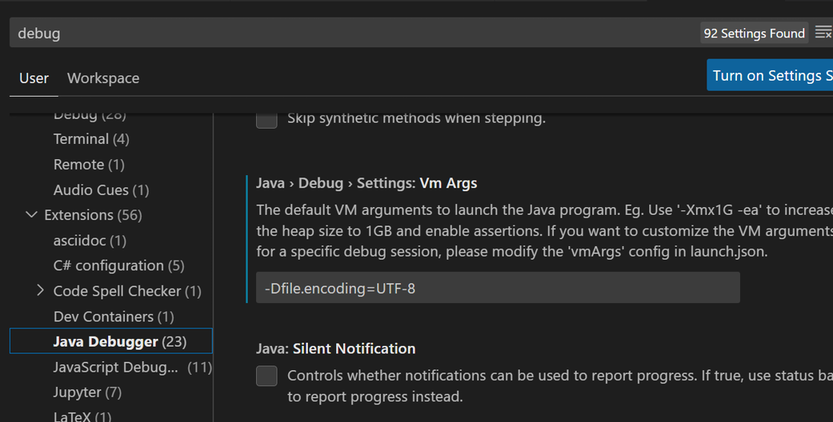 debug
92 Settings Found
User
Workspace
Turn on Settings S
Debug (28)
Terminal (4)
Remote (1)
Audio Cues (1)
Extensions (56)
asciidoc (1)
C# configuration (5)
Code Spell Checker (1)
Dev Containers (1)
Java Debugger (23)
JavaScript Debug... (11)
Jupyter (7)
LaTeX (1)
Skip synthetic methods when stepping.
Java › Debug › Settings: Vm Args
The default VM arguments to launch the Java program. Eg. Use '-Xmx1G -ea' to increase
the heap size to 1GB and enable assertions. If you want to customize the VM arguments
for a specific debug session, please modify the 'vmArgs' config in launch.json.
-Dfile.encoding=UTF-8
Java: Silent Notification
Controls whether notifications can be used to report progress. If true, use status ba
to report progress instead.